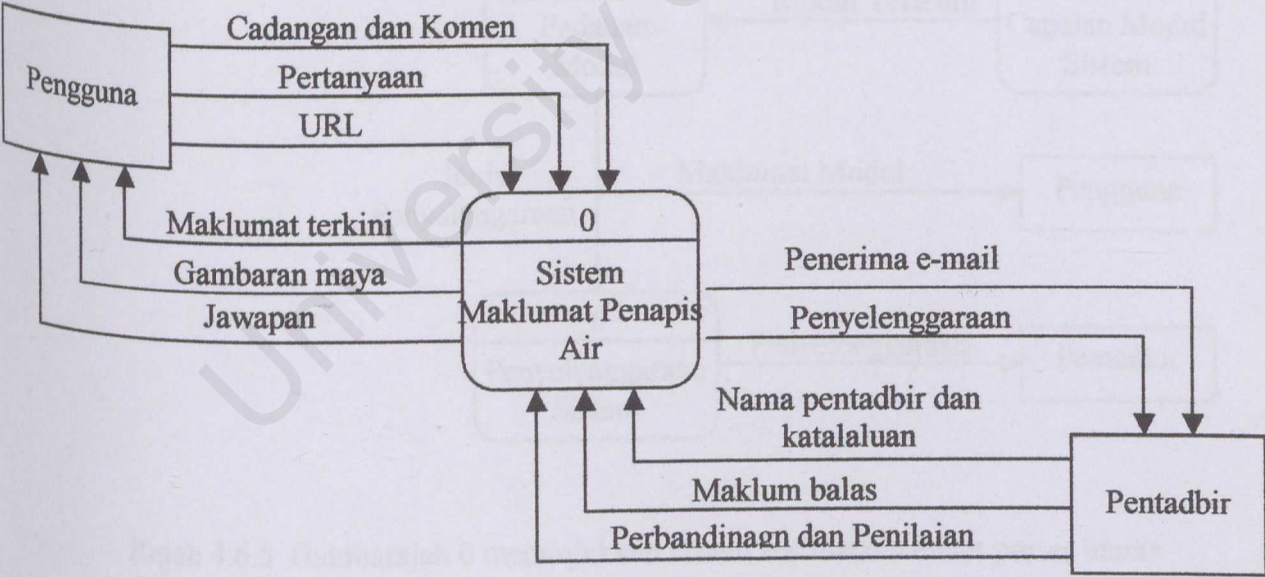 Cadangan dan Komen
Pengguna
Pertanyaan
URL
0
Maklumat terkini
Gambaran maya
Jawapan
Sistem
Maklumat Penapis
Air
Penerima e-mail
Penyelenggaraan
Nama pentadbir dan
katalaluan
Maklum balas
Perbandinagn dan Penilaian
Pentadbir
University